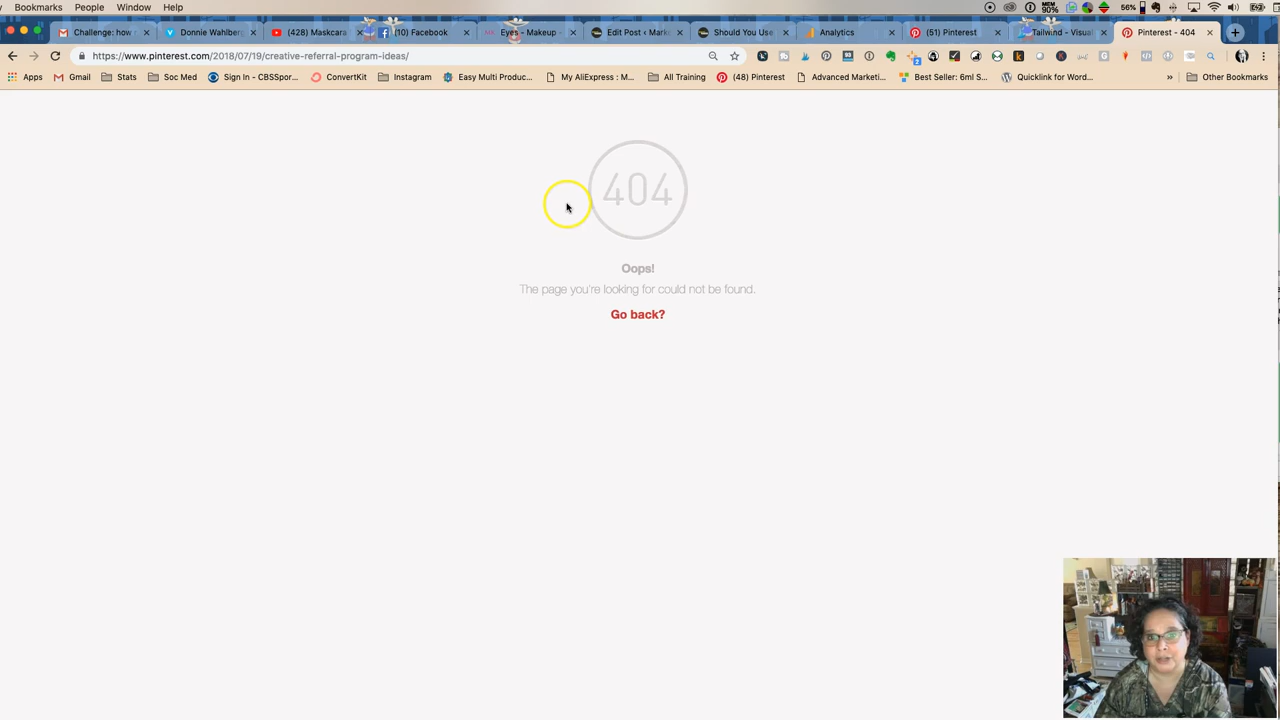 Bookmarks People Window Help 56%
Challenge: how (428) Maskcara (10) Facebook Eyes - Makeup - Edit Post ‹ Mark Should You Use Analytics (51) Pinterest Tailwind - Visual Pinterest - 404
Donnie Wahlberg
https://www.pinterest.com/2018/07/19/creative-referral-program-ideas/
Apps Gmail Stats Soc Med Sign In - CBSSpor... ConvertKit Instagram Easy Multi Produc... My AliExpress : M... All Training (48) Pinterest Advanced Marketi... Best Seller: 6ml S... Quicklink for Word... » Other Bookmarks
404
Oops!
The page you're looking for could not be found.
Go back?